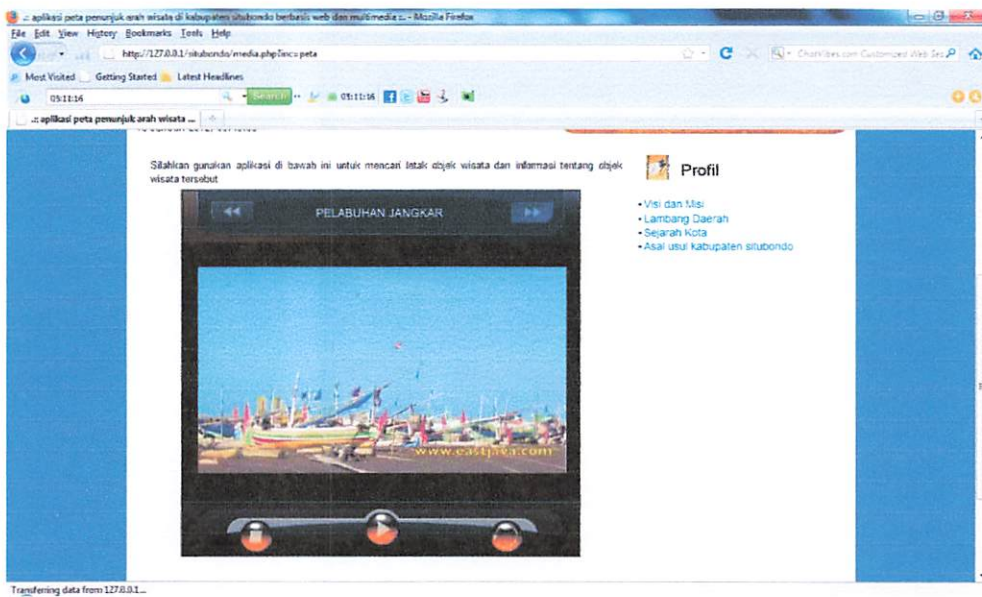 .:: aplikasi peta penunjuk arah wisata di kabupaten situbondo berbasis web dan multimedia ::. - Mozilla Firefox
File Edit View History Bookmarks Tools Help
http://127.0.0.1/situbondo/media.php?inc=peta
Most Visited Getting Started Latest Headlines
05:11:16 Search 05:11:16
.:: aplikasi peta penunjuk arah wisata ...
Silahkan gunakan aplikasi di bawah ini untuk mencari letak objek wisata dan informasi tentang objek
wisata tersebut
PELABUHAN JANGKAR
www.eastjava.com
Profil
• Visi dan Misi
• Lambang Daerah
• Sejarah Kota
• Asal usul kabupaten situbondo
Transferring data from 127.0.0.1...